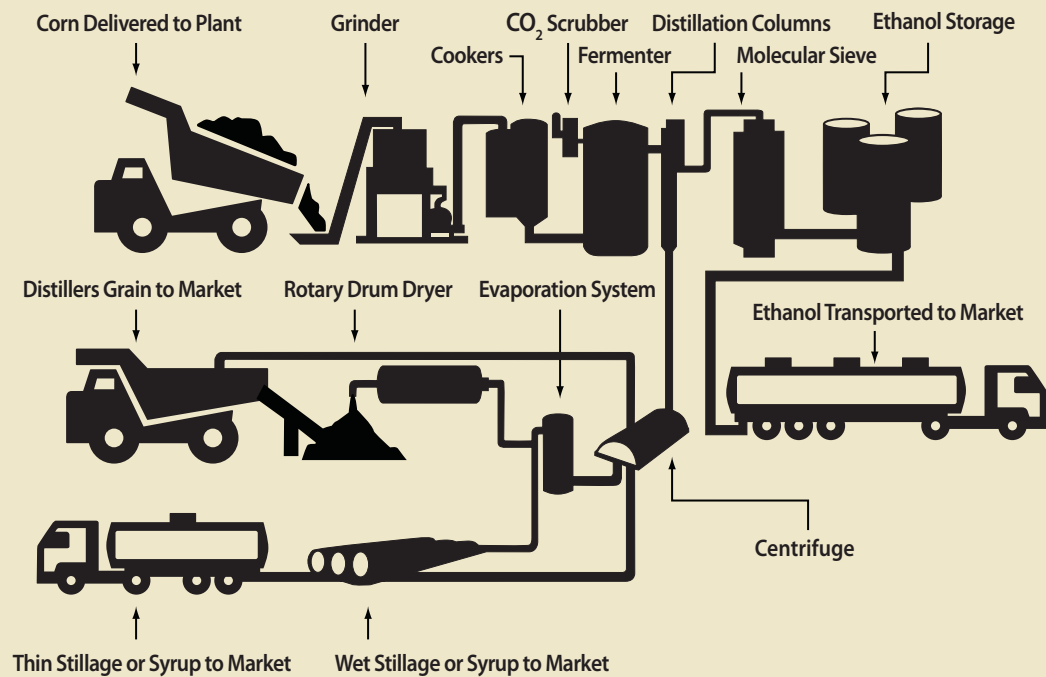 Corn Delivered to Plant
Grinder
CO₂ Scrubber
Distillation Columns
Ethanol Storage
Cookers
Fermenter
Molecular Sieve
Distillers Grain to Market
Rotary Drum Dryer
Evaporation System
Ethanol Transported to Market
Centrifuge
Thin Stillage or Syrup to Market
Wet Stillage or Syrup to Market